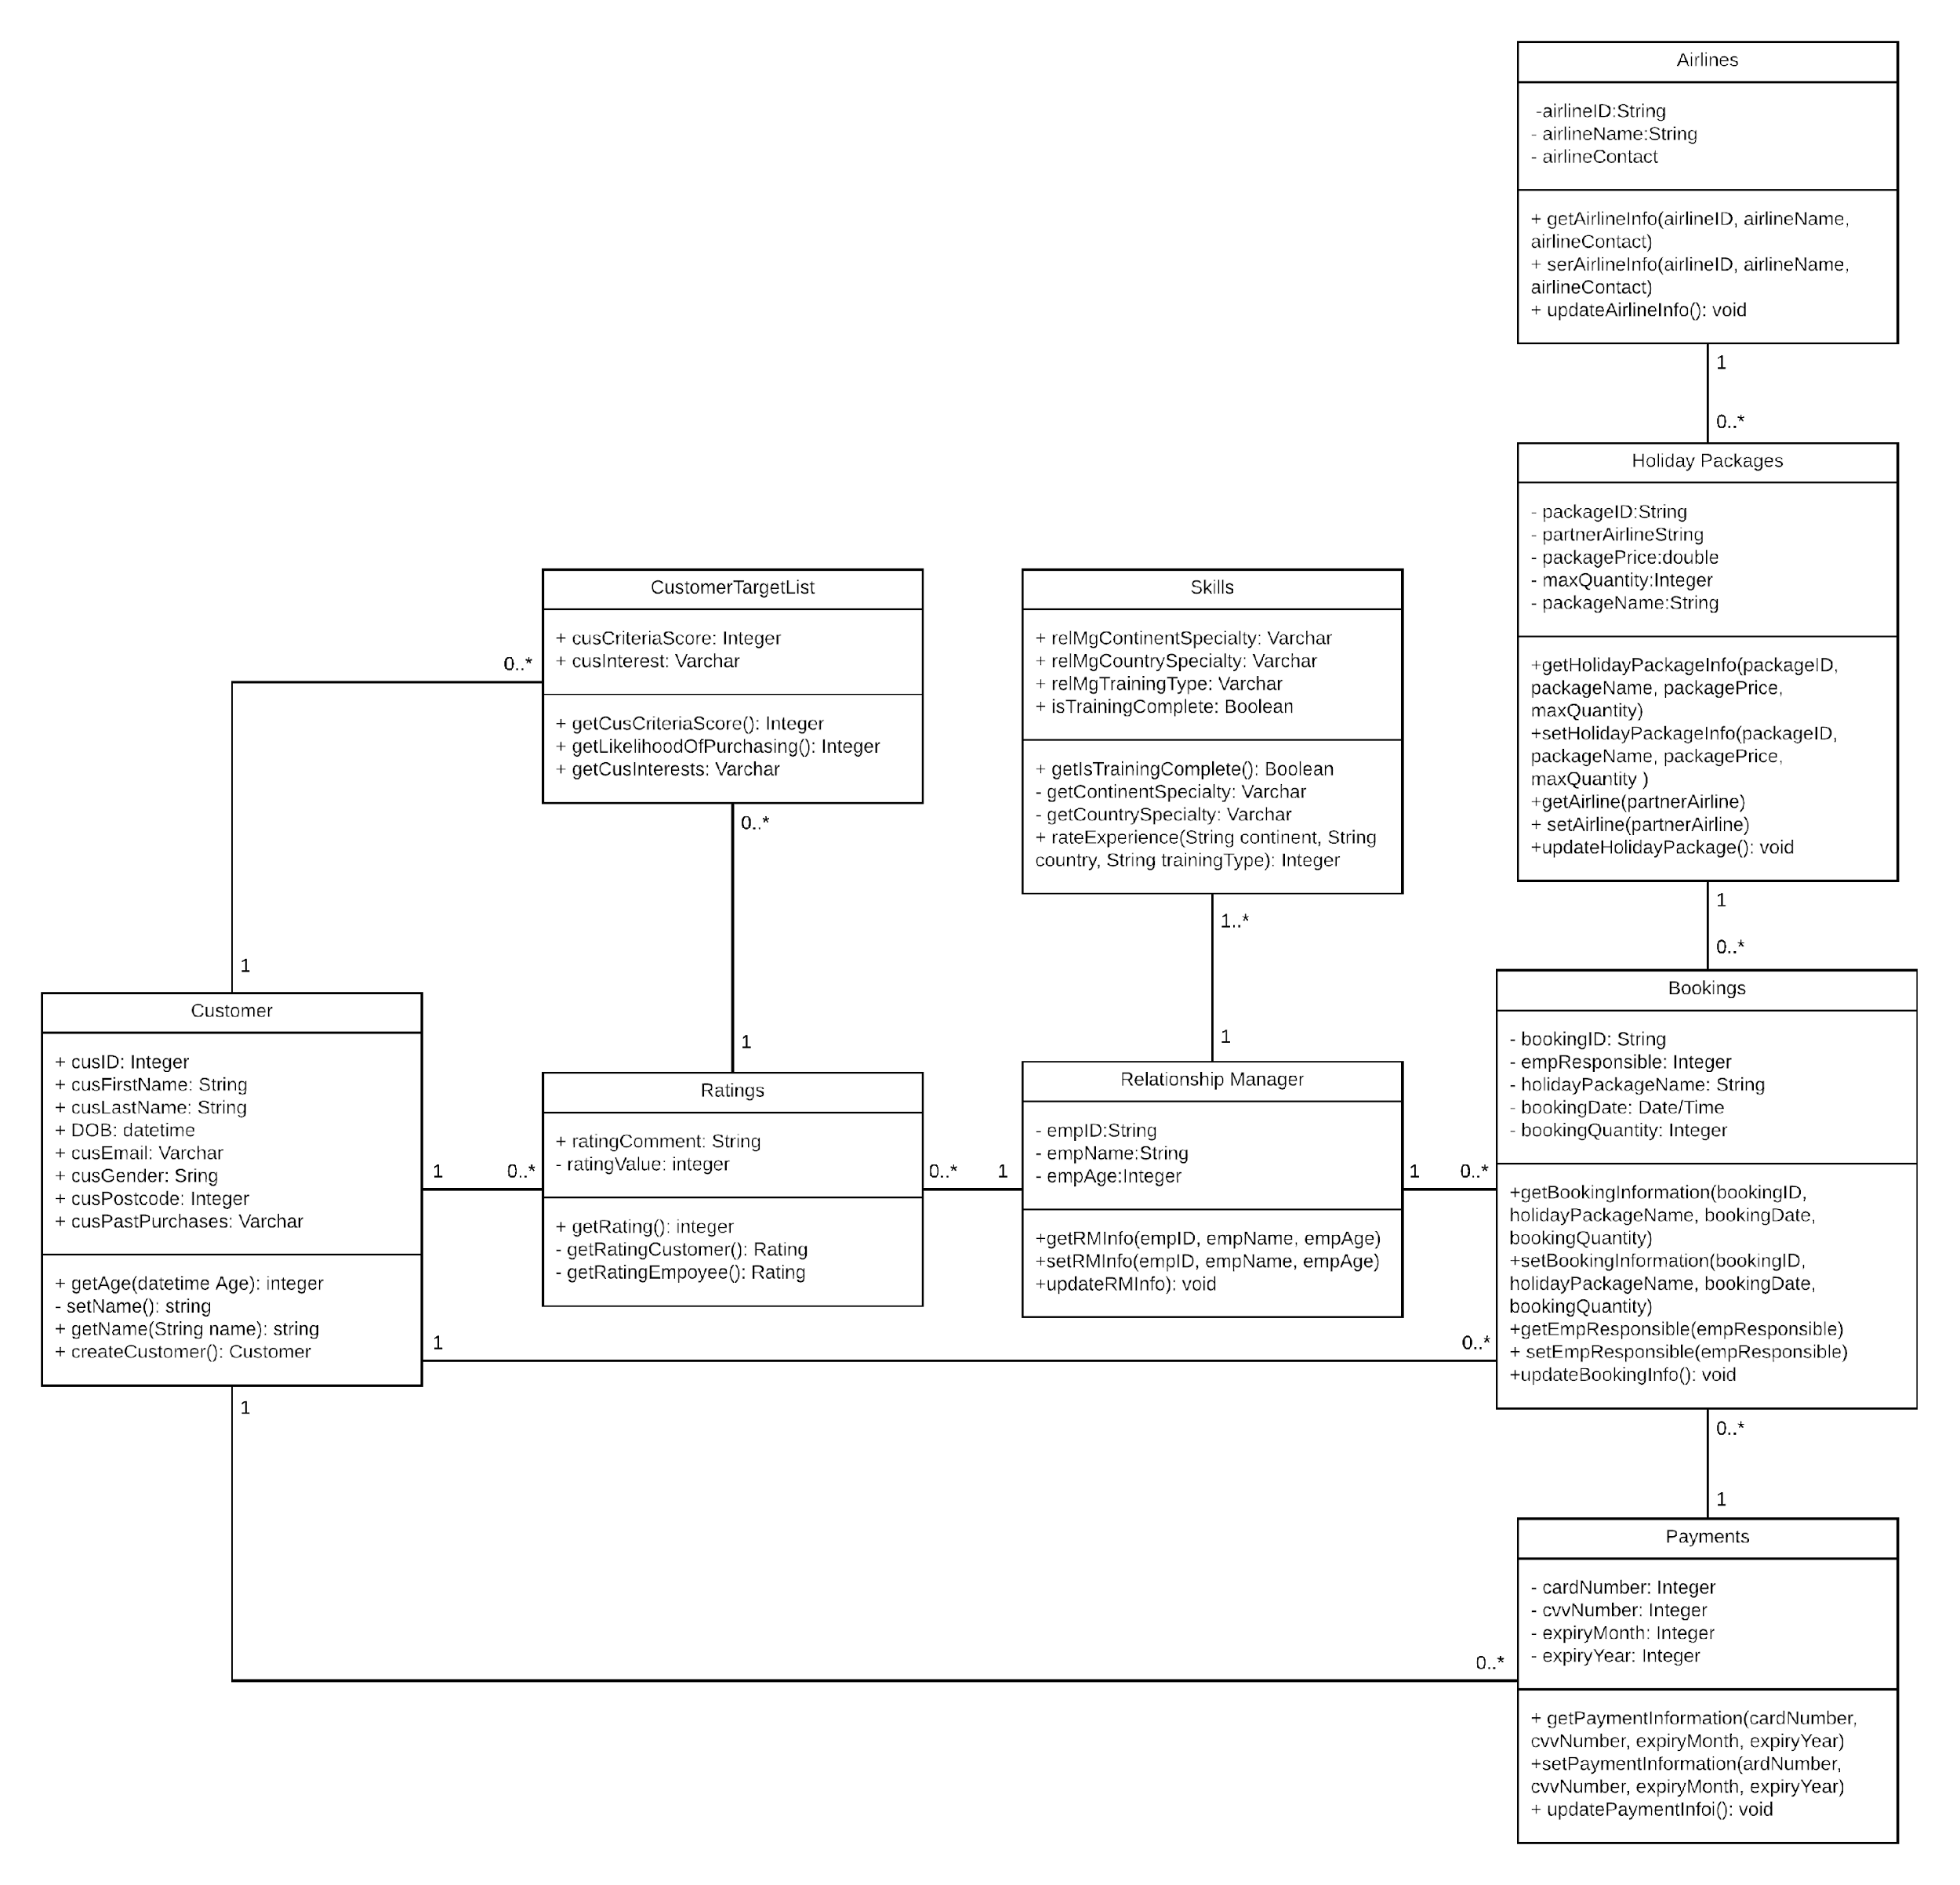 Airlines
-airlineID:String
- airlineName:String
- airlineContact
+ getAirlineInfo(airlineID, airlineName,
airlineContact)
+ serAirlineInfo(airlineID, airlineName,
airlineContact)
+ updateAirlineInfo(): void
1
0..*
Holiday Packages
- packageID:String
- partnerAirlineString
- packagePrice:double
- maxQuantity:Integer
- packageName:String
+getHolidayPackageInfo(packageID,
packageName, packagePrice,
maxQuantity)
+setHolidayPackageInfo(packageID,
packageName, packagePrice,
maxQuantity )
+getAirline(partnerAirline)
+ setAirline(partnerAirline)
+updateHolidayPackage(): void
1
0..*
CustomerTargetList
+ cusCriteriaScore: Integer
+ cusInterest: Varchar
+ getCusCriteriaScore(): Integer
+ getLikelihoodOfPurchasing(): Integer
+ getCusInterests: Varchar
0..*
0..*
1
1
Skills
+ relMgContinentSpecialty: Varchar
+ relMgCountrySpecialty: Varchar
+ relMgTrainingType: Varchar
+ isTrainingComplete: Boolean
+ getIsTrainingComplete(): Boolean
- getContinentSpecialty: Varchar
- getCountrySpecialty: Varchar
+ rateExperience(String continent, String
country, String trainingType): Integer
1..*
1
Customer
+ cusID: Integer
+ cusFirstName: String
+ cusLastName: String
+ DOB: datetime
+ cusEmail: Varchar
+ cusGender: Sring
+ cusPostcode: Integer
+ cusPastPurchases: Varchar
+ getAge(datetime Age): integer
- setName(): string
+ getName(String name): string
+ createCustomer(): Customer
1
0..*
Ratings
+ ratingComment: String
- ratingValue: integer
+ getRating(): integer
- getRatingCustomer(): Rating
- getRatingEmpoyee(): Rating
0..*
1
Relationship Manager
- empID:String
- empName:String
- empAge:Integer
+getRMInfo(empID, empName, empAge)
+setRMInfo(empID, empName, empAge)
+updateRMInfo): void
1
0..*
Bookings
- bookingID: String
- empResponsible: Integer
- holidayPackageName: String
- bookingDate: Date/Time
- bookingQuantity: Integer
+getBookingInformation(bookingID,
holidayPackageName, bookingDate,
bookingQuantity)
+setBookingInformation(bookingID,
holidayPackageName, bookingDate,
bookingQuantity)
+getEmpResponsible(empResponsible)
+ setEmpResponsible(empResponsible)
+updateBookingInfo(): void
1
0..*
1
0..*
0..*
1
Payments
- cardNumber: Integer
- cvvNumber: Integer
- expiryMonth: Integer
- expiryYear: Integer
+ getPaymentInformation(cardNumber,
cvvNumber, expiryMonth, expiryYear)
+setPaymentInformation(ardNumber,
cvvNumber, expiryMonth, expiryYear)
+ updatePaymentInfoi(): void